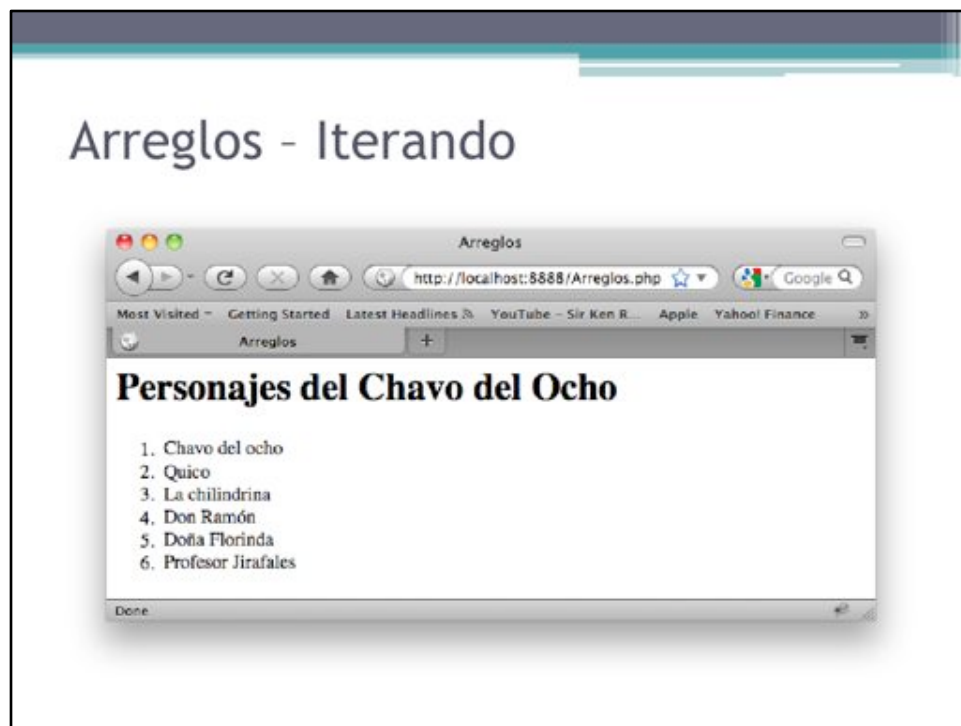 Arreglos – Iterando
Arreglos
http://localhost:8888/Arreglos.php
Google
Most Visited
Getting Started
Latest Headlines
YouTube – Sir Ken R...
Apple
Yahoo! Finance
»
Arreglos
+
Personajes del Chavo del Ocho
1. Chavo del ocho
2. Quico
3. La chilindrina
4. Don Ramón
5. Doña Florinda
6. Profesor Jirafales
Done